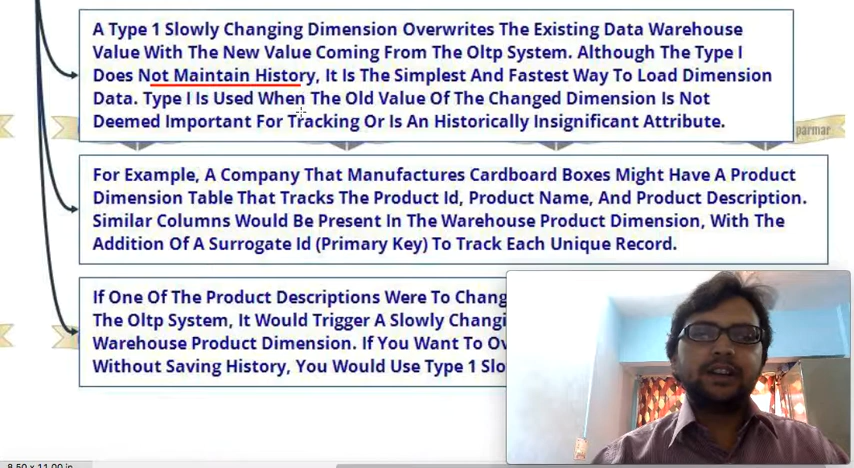 A Type 1 Slowly Changing Dimension Overwrites The Existing Data Warehouse
Value With The New Value Coming From The Oltp System. Although The Type I
Does Not Maintain History, It Is The Simplest And Fastest Way To Load Dimension
Data. Type I Is Used When The Old Value Of The Changed Dimension Is Not
Deemed Important For Tracking Or Is An Historically Insignificant Attribute.
parmar
For Example, A Company That Manufactures Cardboard Boxes Might Have A Product
Dimension Table That Tracks The Product Id, Product Name, And Product Description.
Similar Columns Would Be Present In The Warehouse Product Dimension, With The
Addition Of A Surrogate Id (Primary Key) To Track Each Unique Record.
If One Of The Product Descriptions Were To Chang
The Oltp System, It Would Trigger A Slowly Changi
Warehouse Product Dimension. If You Want To Ov
Without Saving History, You Would Use Type 1 Slo
8.50 x 11.00 in